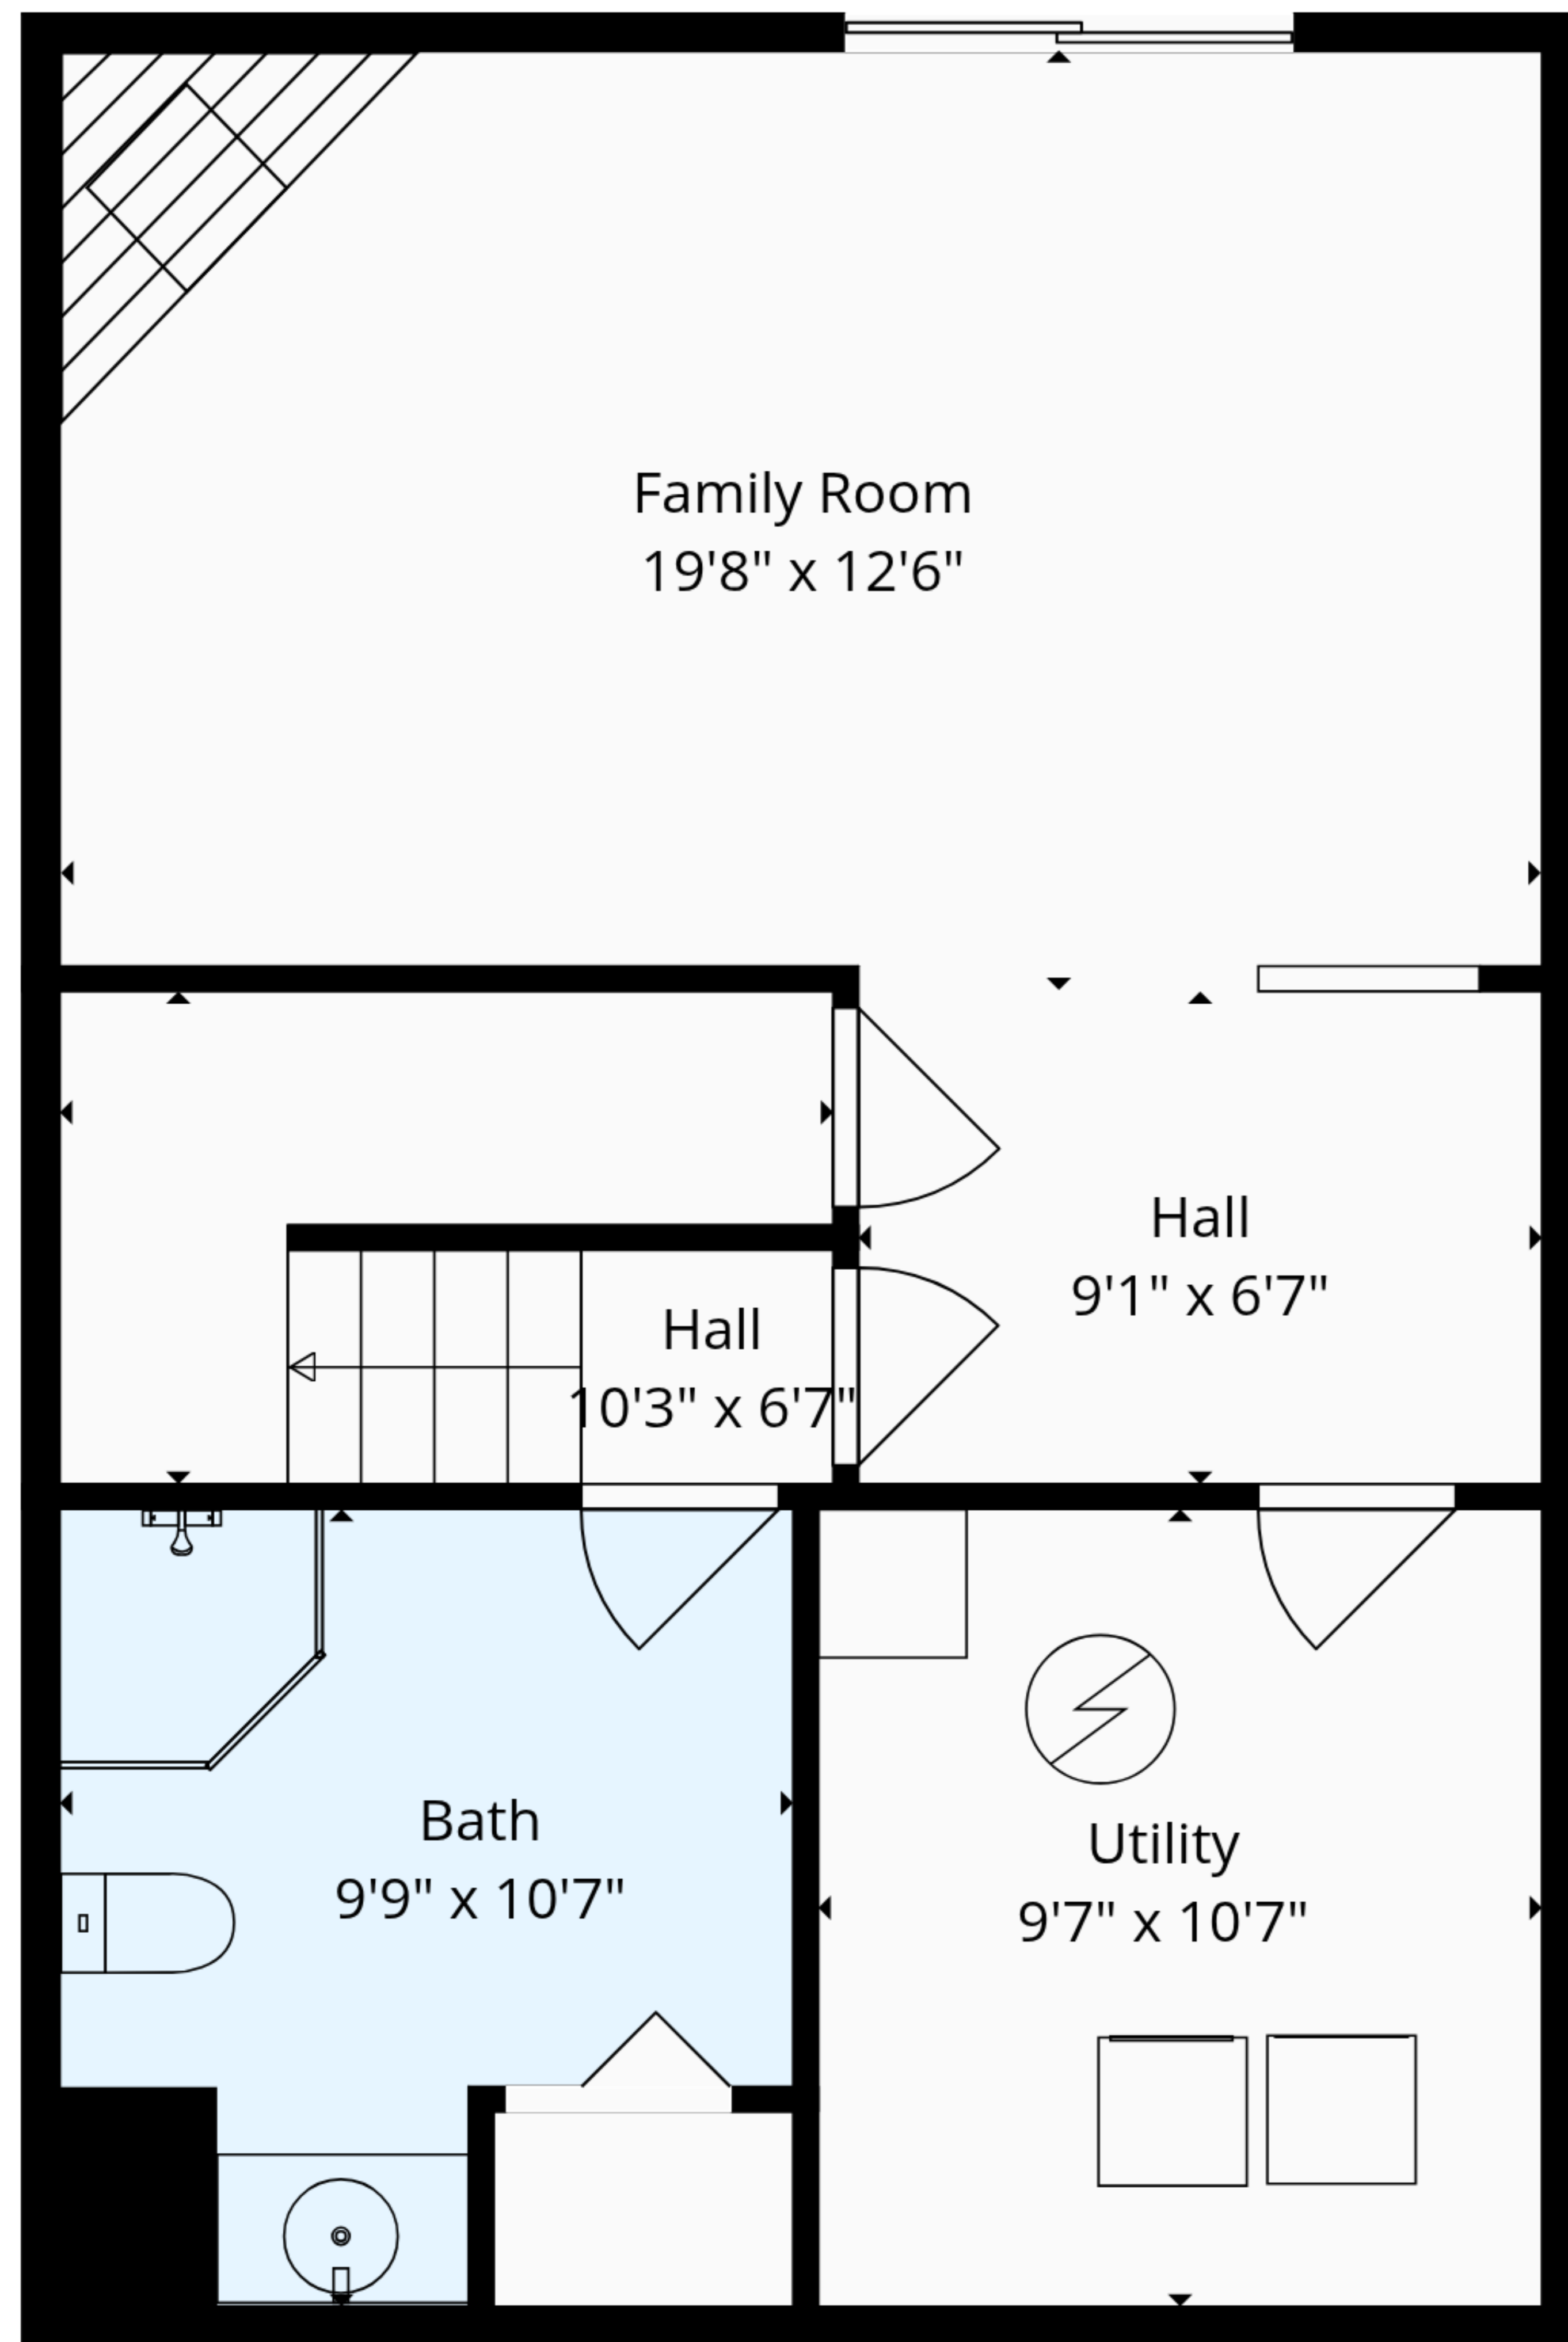 Family Room
19'8" x 12'6"
Hall
9'1" x 6'7"
Hall
10'3" x 6'7"
Bath
9'9" x 10'7"
Utility
9'7" x 10'7"